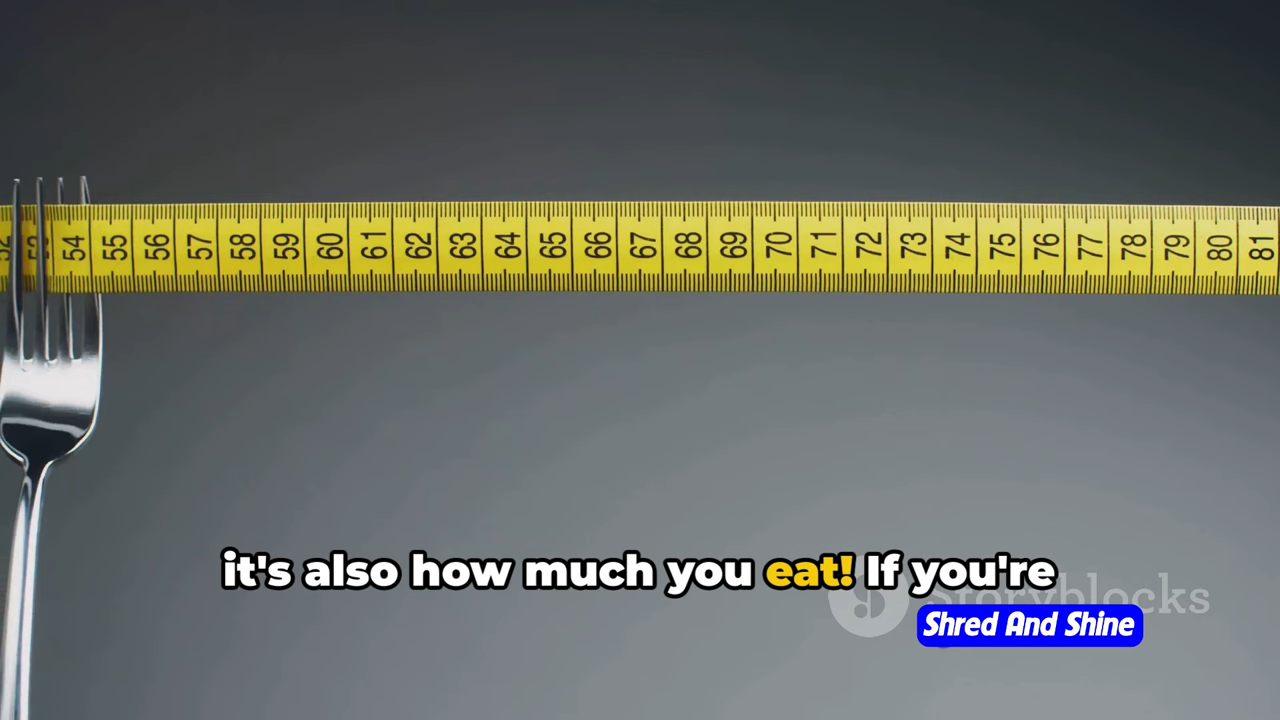 54 55 56 57 58 59 60 61 62 63 64 65 66 67 68 69 70 71 72 73 74 75 76 77 78 79 80 81
it's also how much you eat! If you're
Storyblocks
Shred And Shine